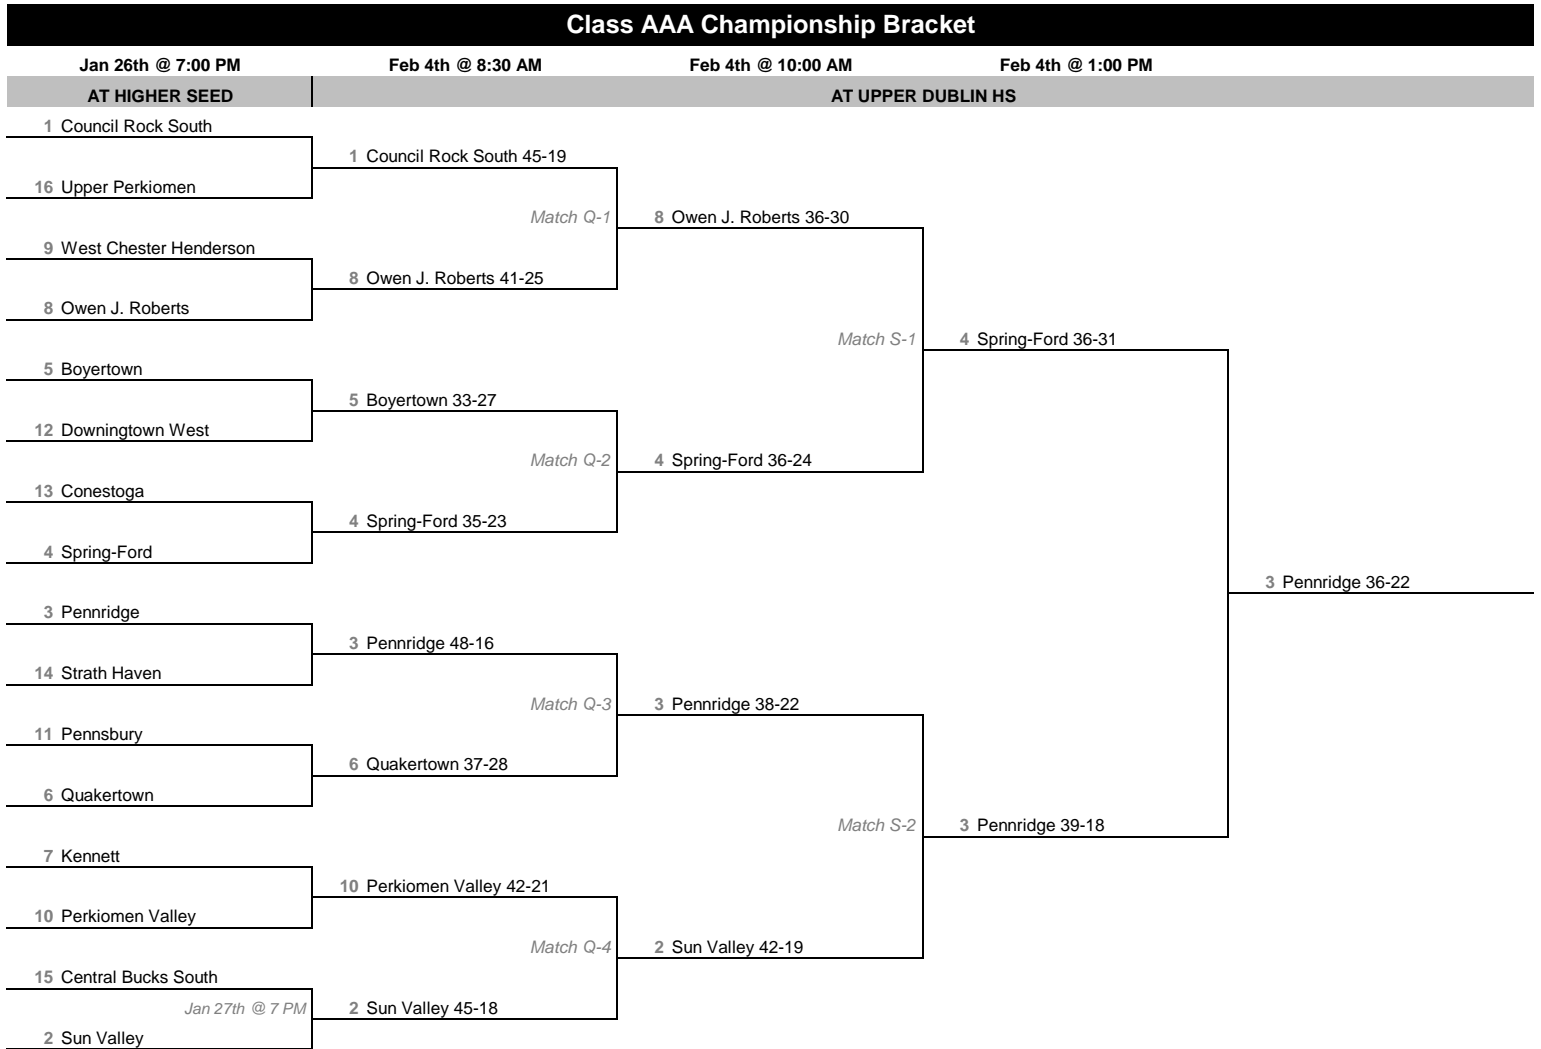 Class AAA Championship Bracket
Jan 26th @ 7:00 PM Feb 4th @ 8:30 AM Feb 4th @ 10:00 AM Feb 4th @ 1:00 PM
AT HIGHER SEED AT UPPER DUBLIN HS
1 Council Rock South
1 Council Rock South 45-19
16 Upper Perkiomen
Match Q-1 8 Owen J. Roberts 36-30
9 West Chester Henderson
8 Owen J. Roberts 41-25
8 Owen J. Roberts
Match S-1 4 Spring-Ford 36-31
5 Boyertown
5 Boyertown 33-27
12 Downingtown West
Match Q-2 4 Spring-Ford 36-24
13 Conestoga
4 Spring-Ford 35-23
4 Spring-Ford
3 Pennridge 36-22
3 Pennridge
3 Pennridge 48-16
14 Strath Haven
Match Q-3 3 Pennridge 38-22
11 Pennsbury
6 Quakertown 37-28
6 Quakertown
Match S-2 3 Pennridge 39-18
7 Kennett
10 Perkiomen Valley 42-21
10 Perkiomen Valley
Match Q-4 2 Sun Valley 42-19
15 Central Bucks South
Jan 27th @ 7 PM 2 Sun Valley 45-18
2 Sun Valley